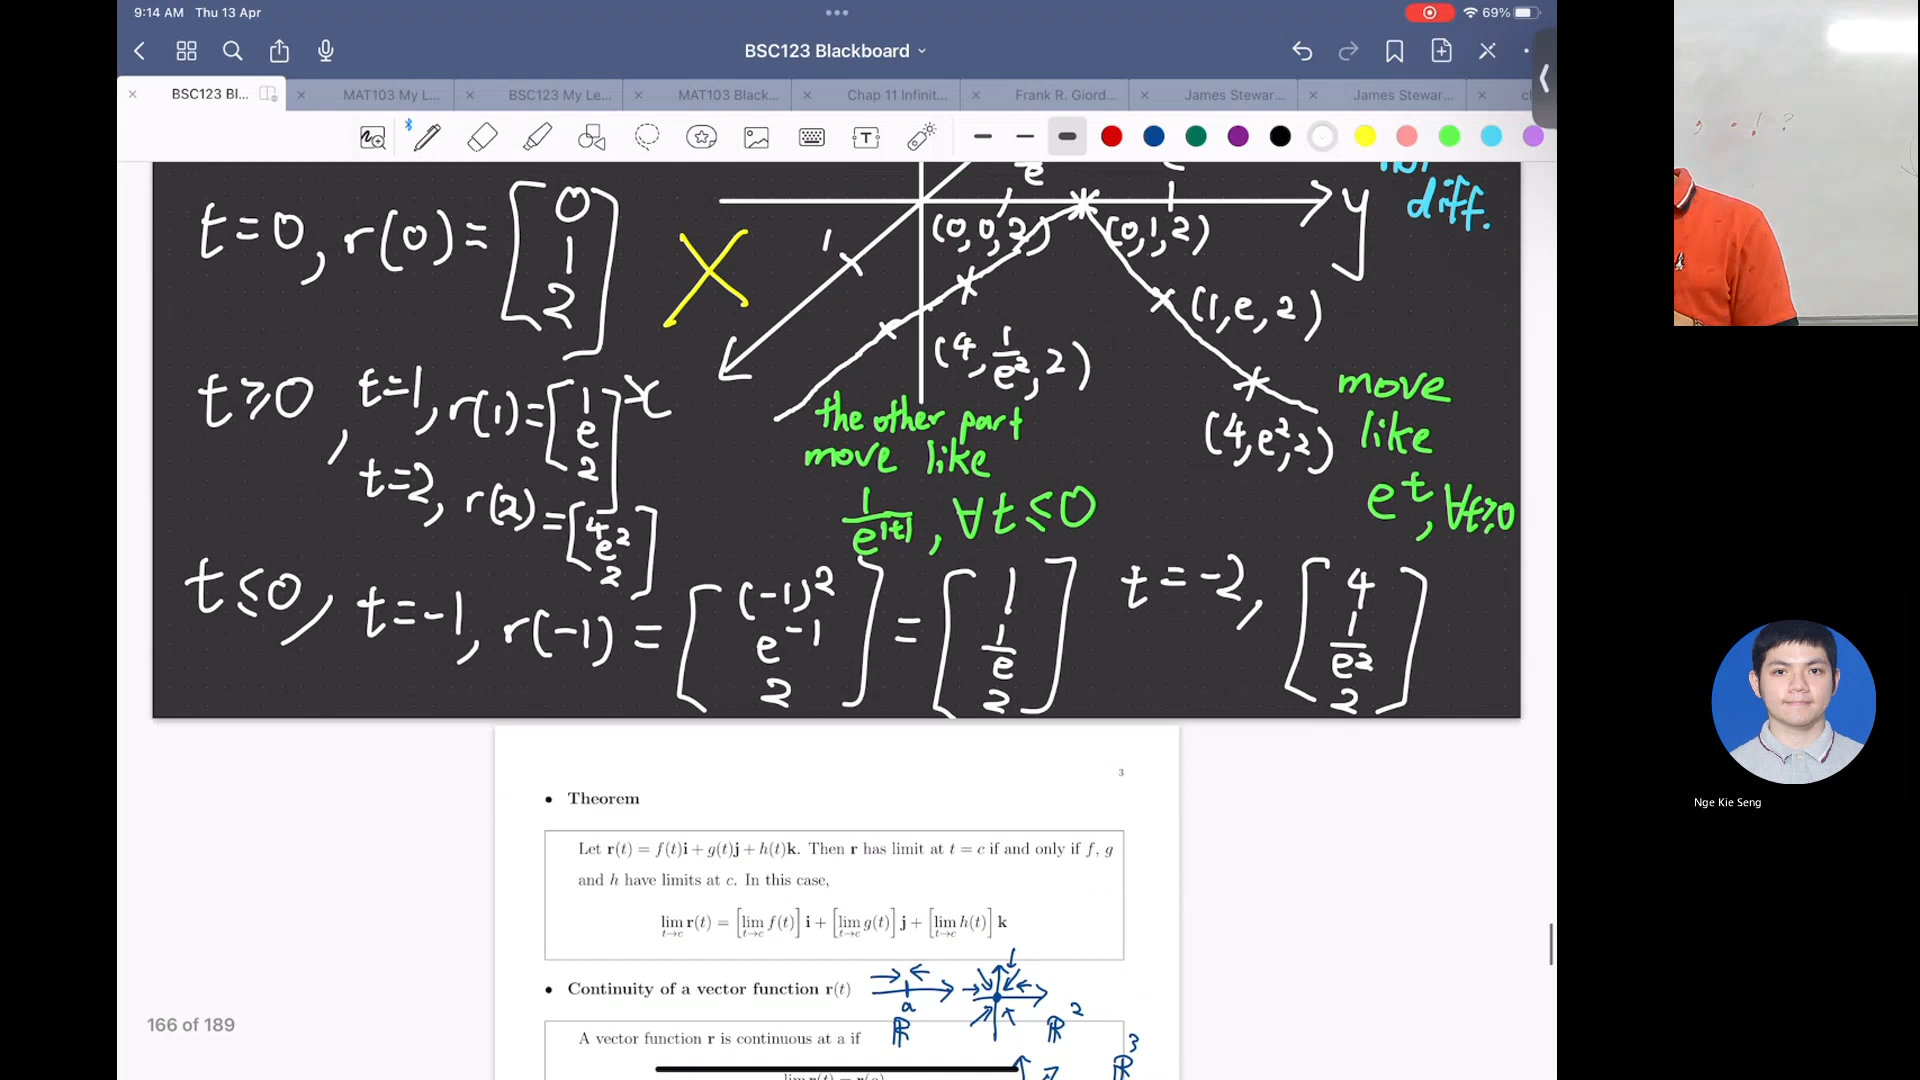 9:14 AM Thu 13 Apr
69%
BSC123 Blackboard
BSC123 Bl...
MAT103 My L...
BSC123 My Le...
MAT103 Black...
Chap 11 Infinit...
Frank R. Giord...
James Stewar...
James Stewar...
diff.
t=0, r(0)=[0 1 2]
1
e
(0,0,2)
(0,1,2)
y
(1,e,2)
(4,1/e²,2)
(4,e²,2)
x
t≥0, t=1, r(1)=[1 e 2]
t=2, r(2)=[4 e² 2]
the other part
move like
1/e^|t|, ∀t≤0
move
like
e^t, ∀t≥0
t≤0, t=-1, r(-1)=[(-1)² e^-1 2]=[1 1/e 2] t=-2, [4 1/e² 2]
3
• Theorem
Let r(t) = f(t)i + g(t)j + h(t)k. Then r has limit at t = c if and only if f, g
and h have limits at c. In this case,
lim t→c r(t) = [lim t→c f(t)] i + [lim t→c g(t)] j + [lim t→c h(t)] k
• Continuity of a vector function r(t)
a
ℝ
ℝ²
ℝ³
A vector function r is continuous at a if
166 of 189
Nge Kie Seng